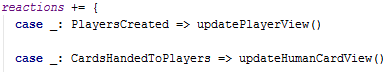 reactions += {
case _: PlayersCreated => updatePlayerView()
case _: CardsHandedToPlayers => updateHumanCardView()